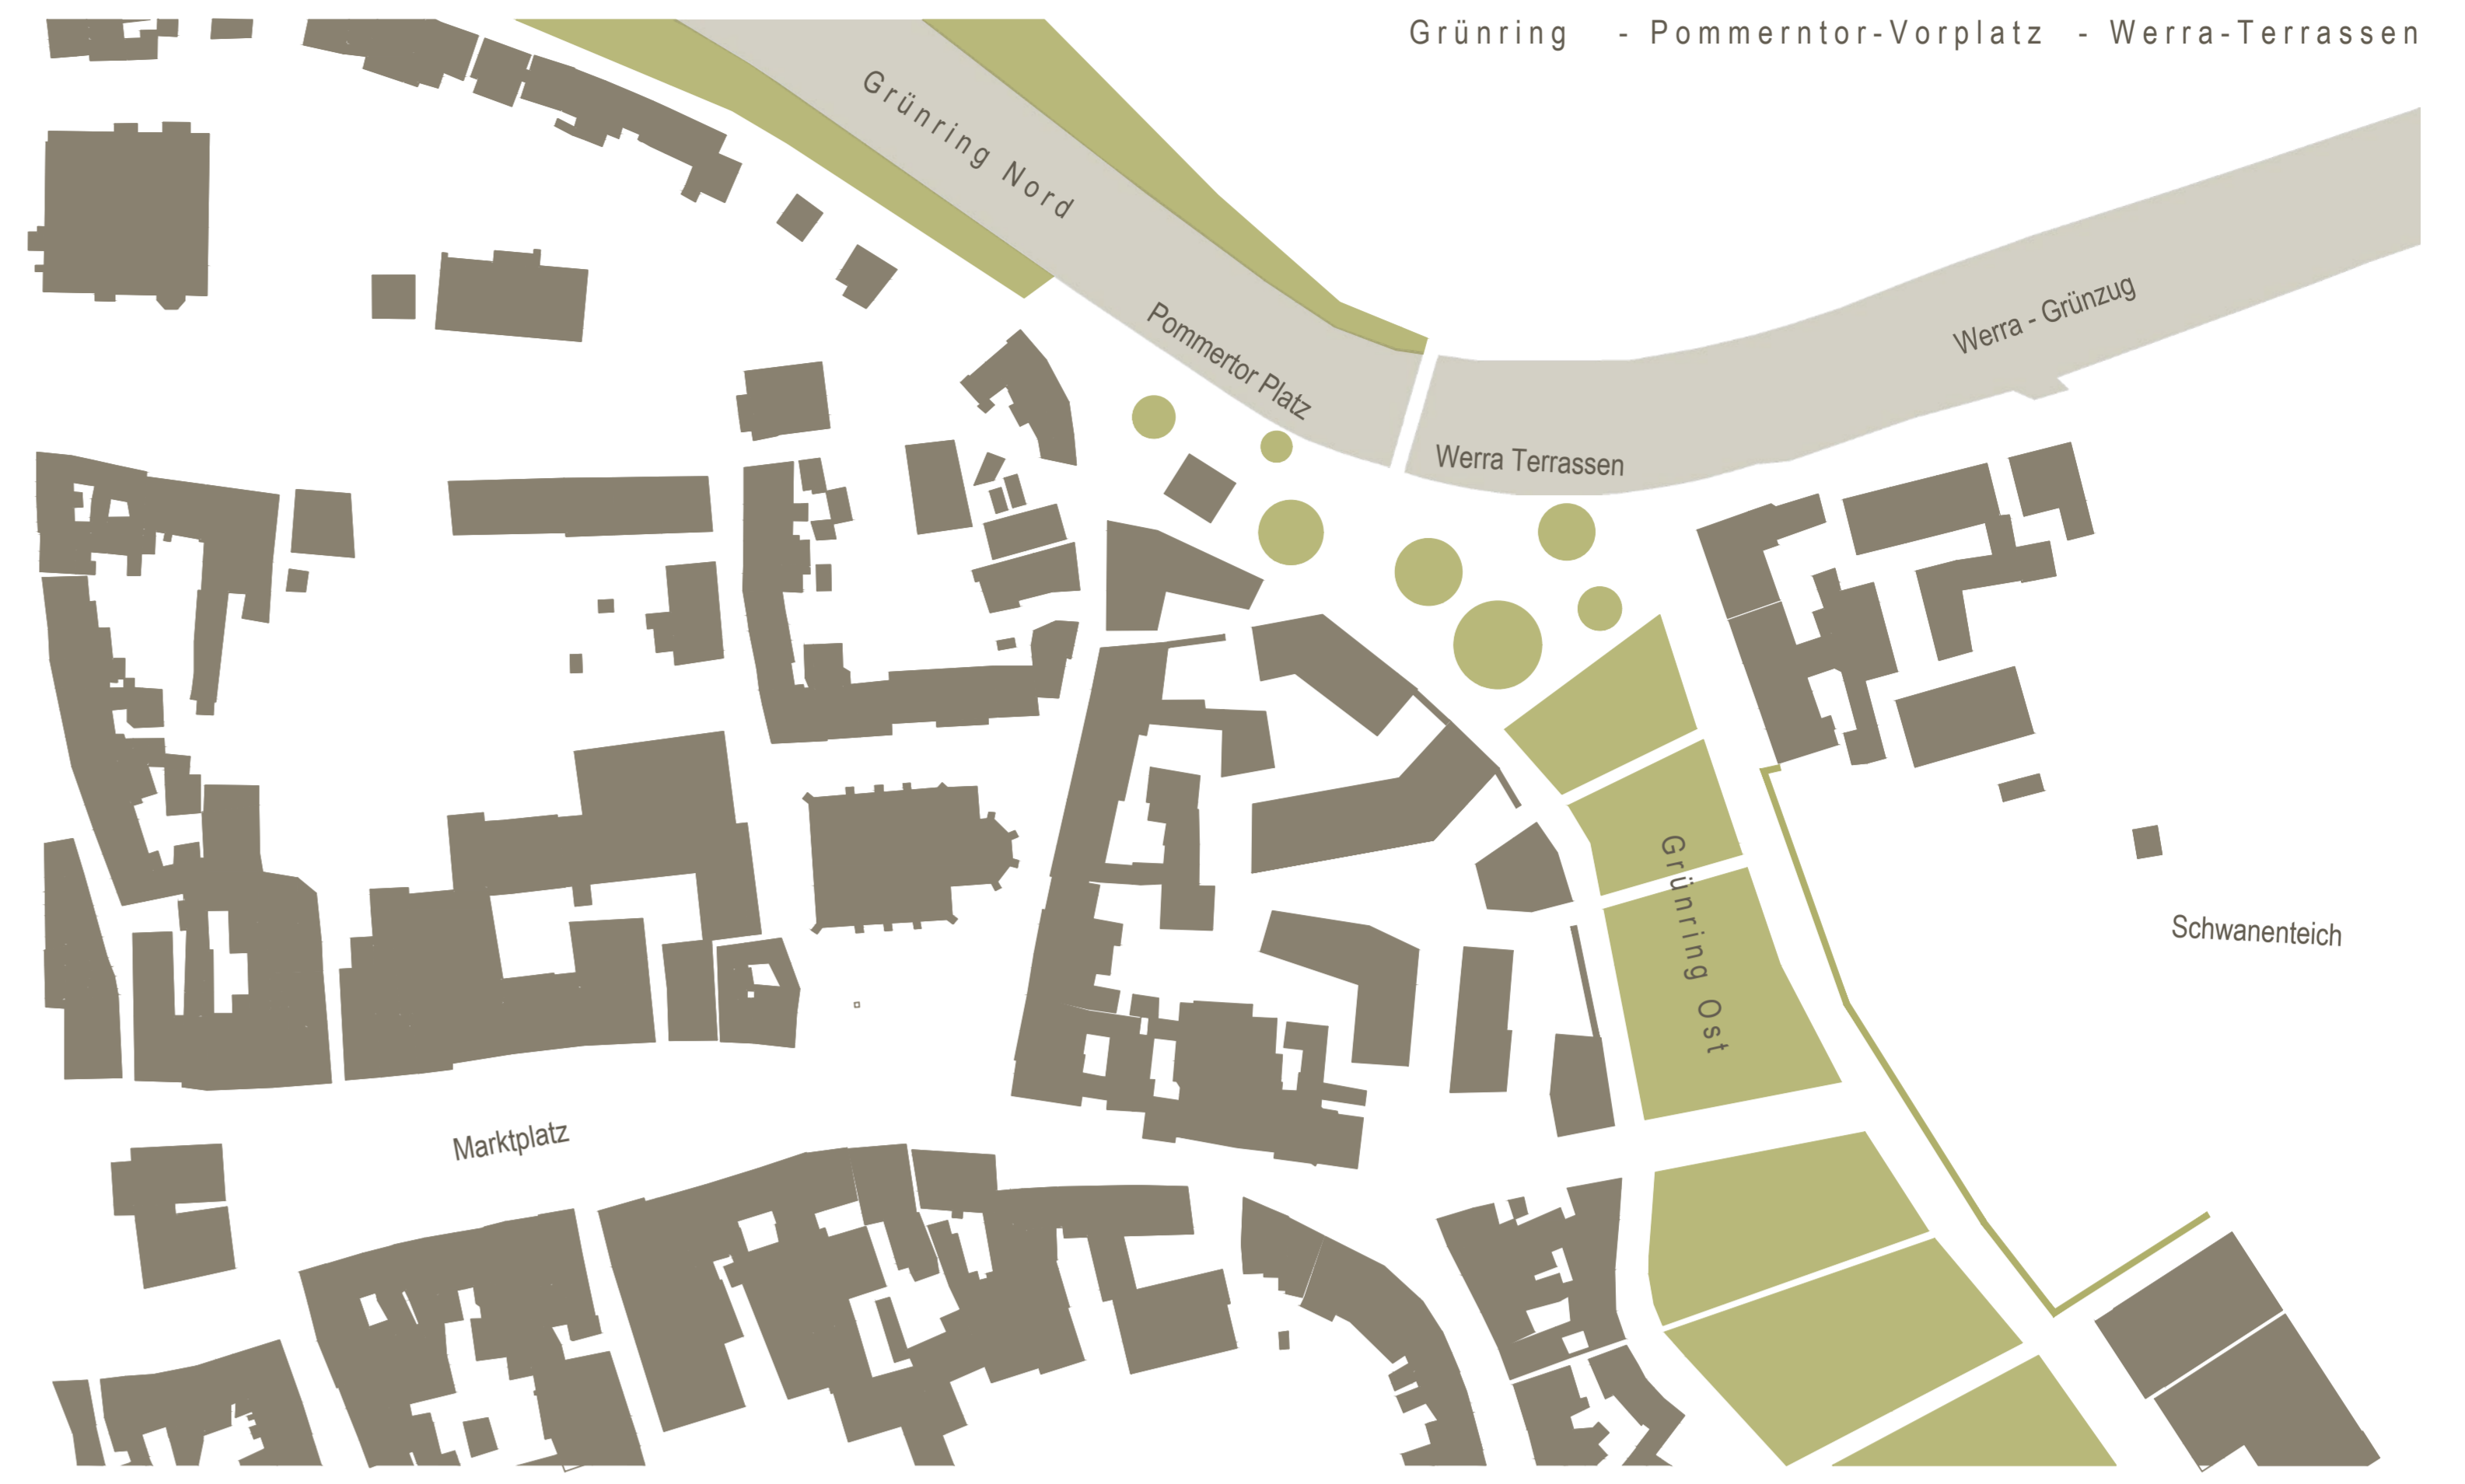 Grünring - Pommerntor-Vorplatz - Werra-Terrassen
Grünring Nord
Pommertor Platz
Werra - Grünzug
Werra Terrassen
Grünring Ost
Schwanenteich
Marktplatz